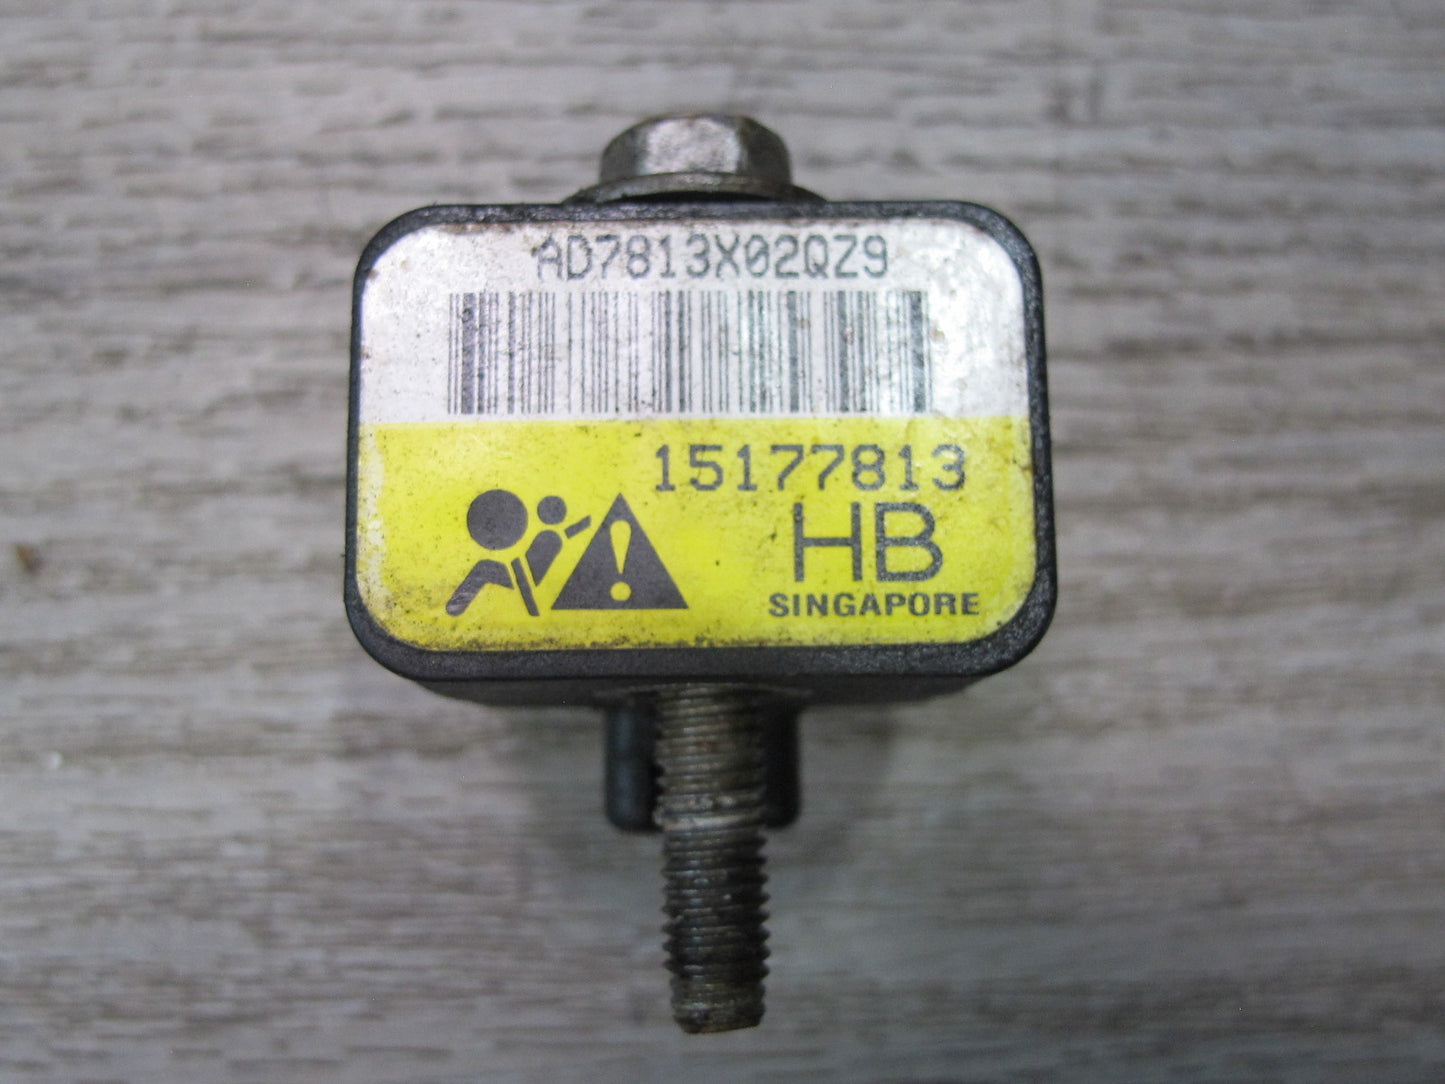 AD7813X02QZ9
15177813
!
HB
SINGAPORE